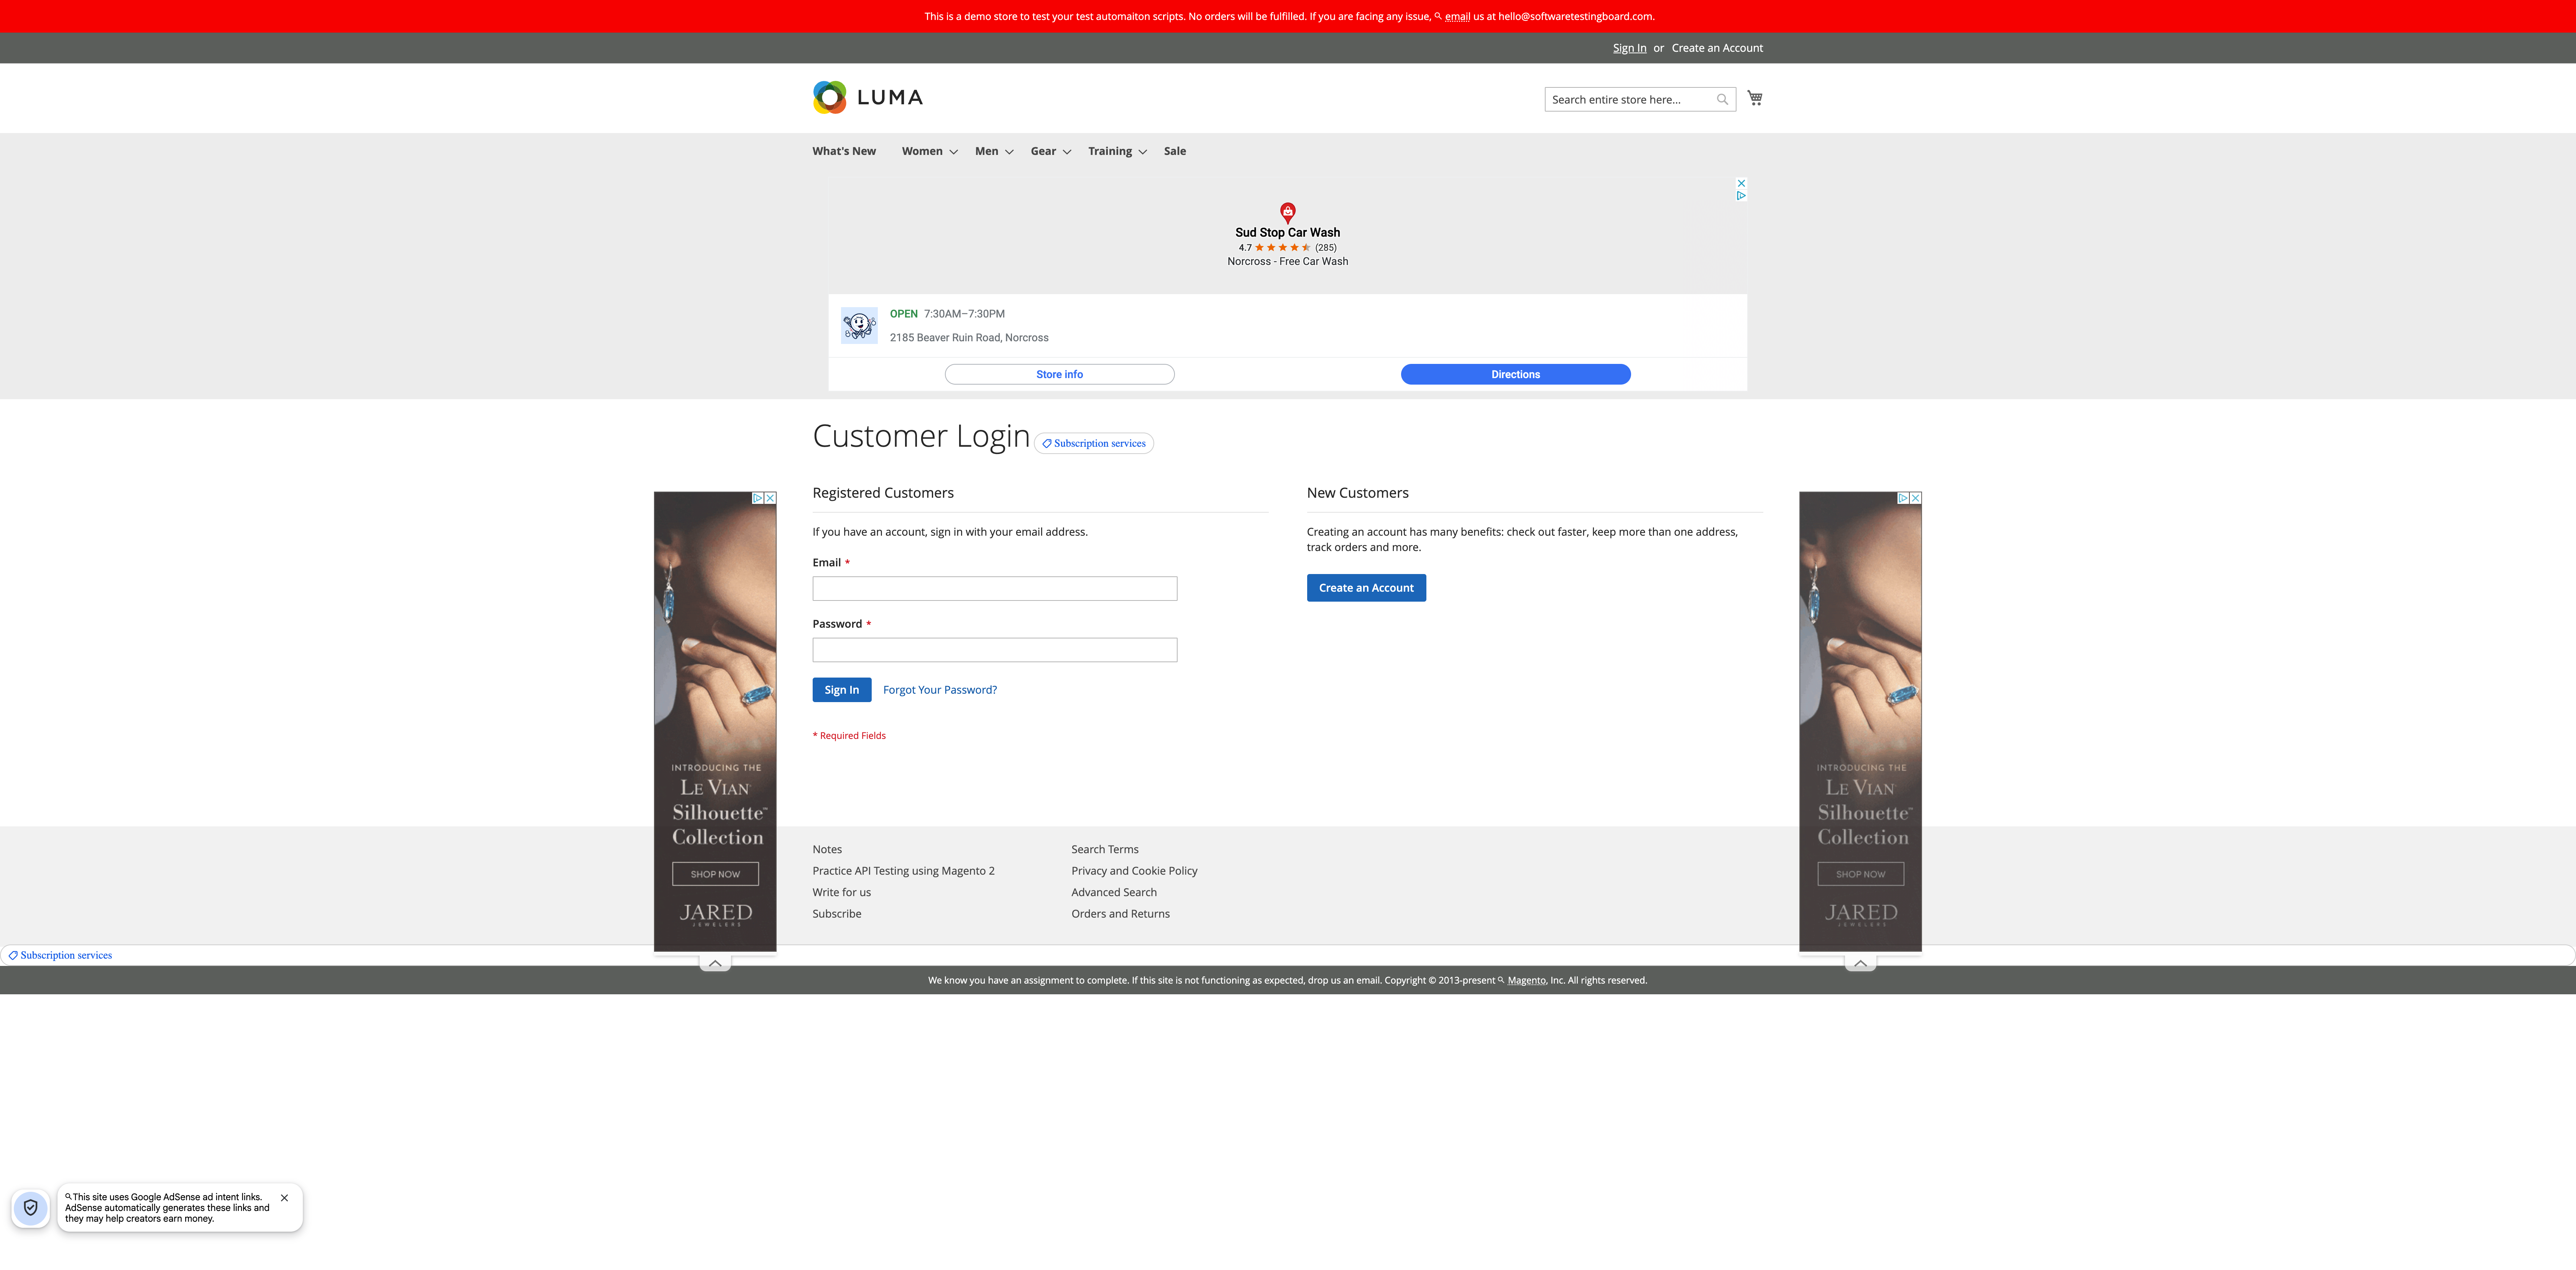 This is a demo store to test your test automaiton scripts. No orders will be fulfilled. If you are facing any issue, email us at hello@softwaretestingboard.com.
Sign In or Create an Account
LUMA
Search entire store here...
What's New Women Men Gear Training Sale
Sud Stop Car Wash
4.7 (285)
Norcross - Free Car Wash
OPEN 7:30AM–7:30PM
2185 Beaver Ruin Road, Norcross
Store info Directions
Customer Login Subscription services
Registered Customers
If you have an account, sign in with your email address.
Email *
Password *
Sign In Forgot Your Password?
* Required Fields
New Customers
Creating an account has many benefits: check out faster, keep more than one address,
track orders and more.
Create an Account
INTRODUCING THE
LE VIAN
Silhouette™
Collection
SHOP NOW
JARED
JEWELERS
INTRODUCING THE
LE VIAN
Silhouette™
Collection
SHOP NOW
JARED
JEWELERS
Notes
Practice API Testing using Magento 2
Write for us
Subscribe
Search Terms
Privacy and Cookie Policy
Advanced Search
Orders and Returns
Subscription services
We know you have an assignment to complete. If this site is not functioning as expected, drop us an email. Copyright © 2013-present Magento, Inc. All rights reserved.
This site uses Google AdSense ad intent links.
AdSense automatically generates these links and
they may help creators earn money.